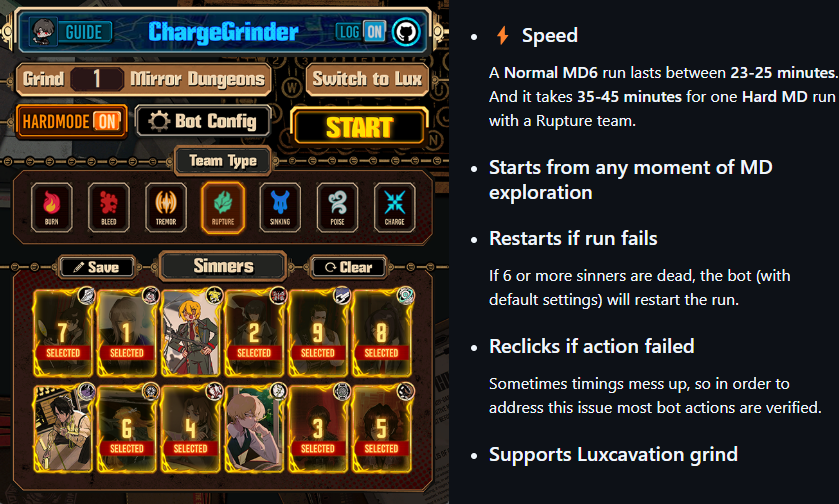 GUIDE
ChargeGrinder
LOG ON
Grind 1 Mirror Dungeons
Switch to Lux
HARDMODE ON
Bot Config
START
Team Type
BURN
BLEED
TREMOR
RUPTURE
SINKING
POISE
CHARGE
Save
Sinners
Clear
7
SELECTED
1
SELECTED
2
SELECTED
9
SELECTED
8
SELECTED
6
SELECTED
4
SELECTED
3
SELECTED
5
SELECTED
Speed
A Normal MD6 run lasts between 23-25 minutes.
And it takes 35-45 minutes for one Hard MD run
with a Rupture team.
Starts from any moment of MD
exploration
Restarts if run fails
If 6 or more sinners are dead, the bot (with
default settings) will restart the run.
Reclicks if action failed
Sometimes timings mess up, so in order to
address this issue most bot actions are verified.
Supports Luxcavation grind